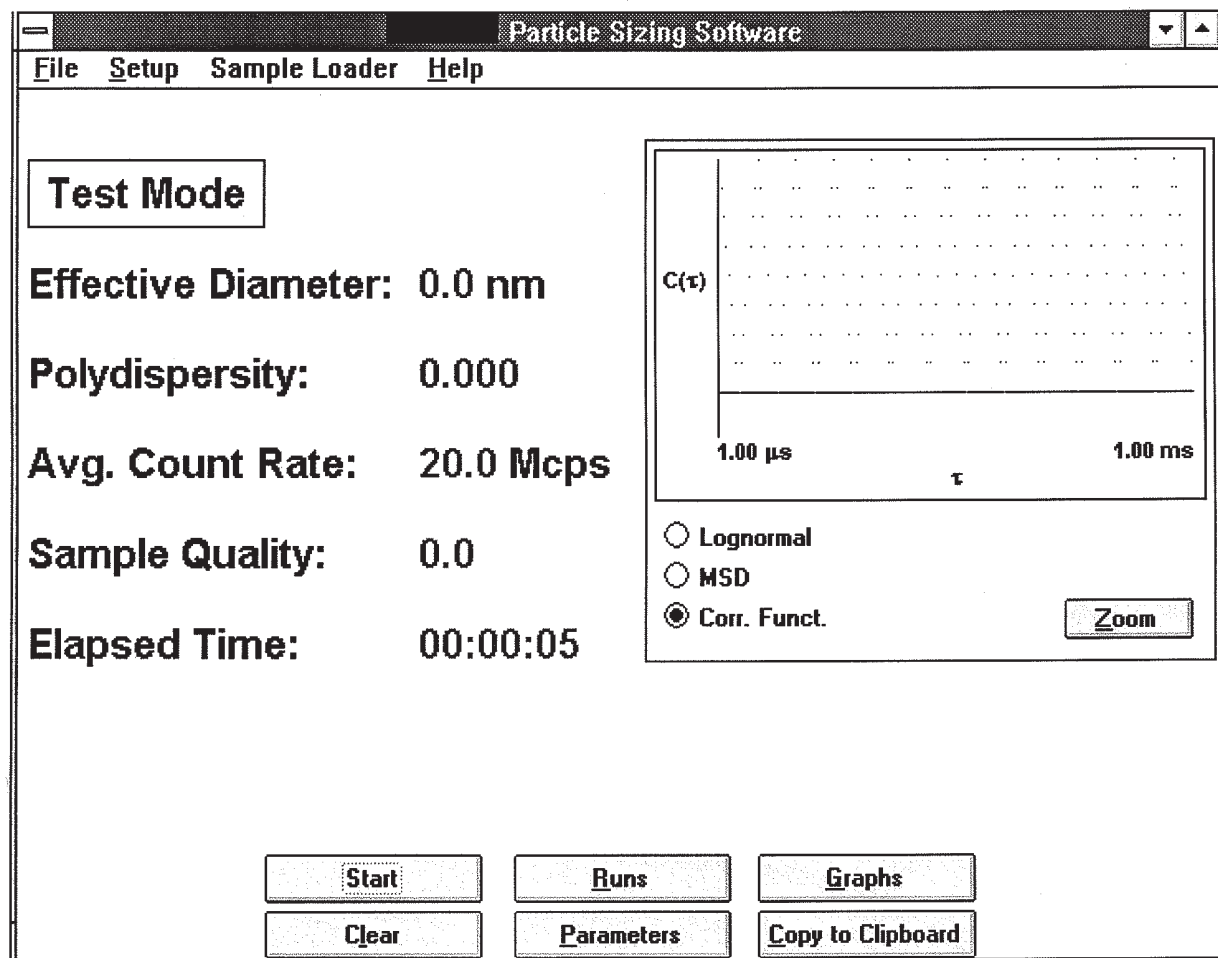 Particle Sizing Software
File Setup Sample Loader Help
Test Mode
Effective Diameter: 0.0 nm
Polydispersity: 0.000
Avg. Count Rate: 20.0 Mcps
Sample Quality: 0.0
Elapsed Time: 00:00:05
C(τ)
1.00 μs 1.00 ms
τ
Lognormal
MSD
Corr. Funct.
Zoom
Start Runs Graphs
Clear Parameters Copy to Clipboard